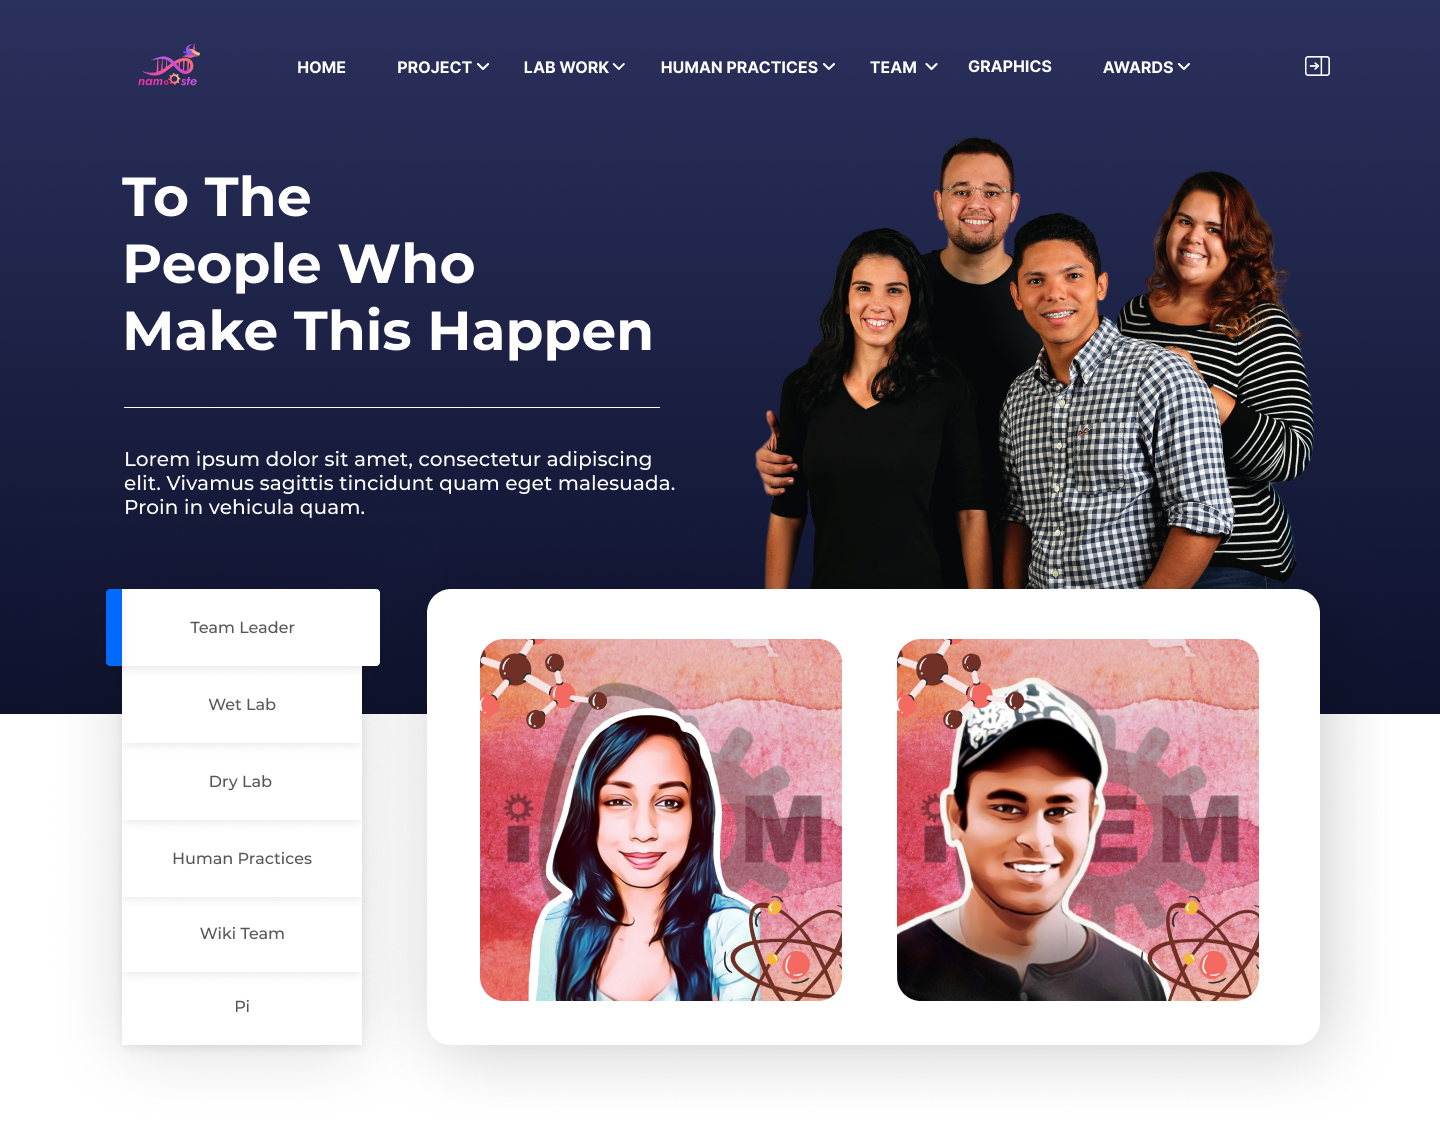 namaste
HOME
PROJECT
LAB WORK
HUMAN PRACTICES
TEAM
GRAPHICS
AWARDS
To The
People Who
Make This Happen
Lorem ipsum dolor sit amet, consectetur adipiscing
elit. Vivamus sagittis tincidunt quam eget malesuada.
Proin in vehicula quam.
Team Leader
Wet Lab
Dry Lab
Human Practices
Wiki Team
Pi